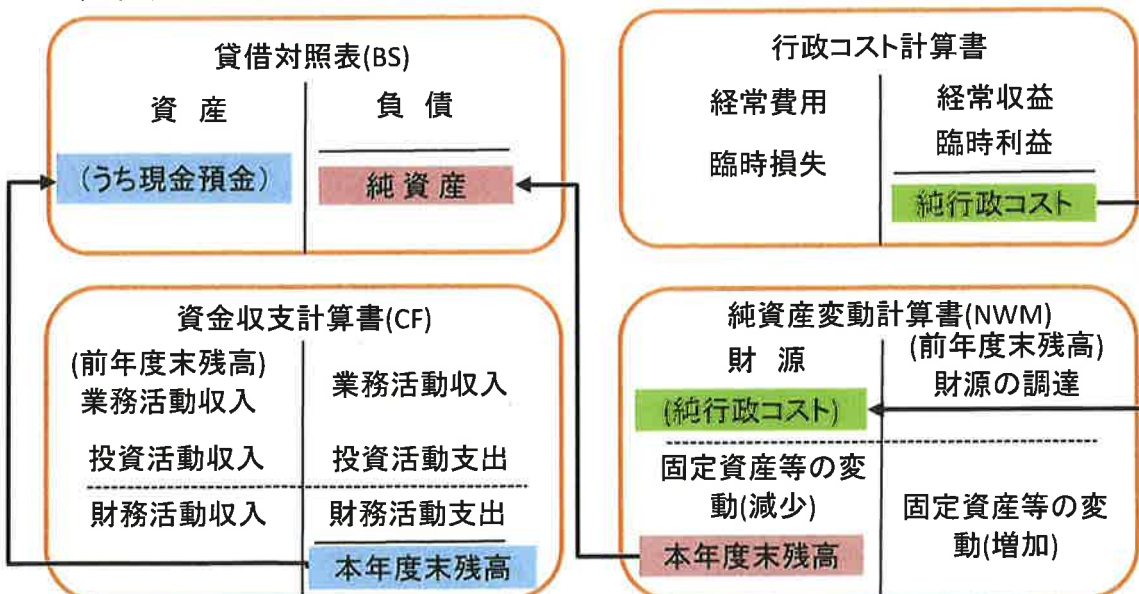 貸借対照表(BS)
資 産
負 債
(うち現金預金)
純 資 産
行政コスト計算書
経常費用
経常収益
臨時損失
臨時利益
純行政コスト
資金収支計算書(CF)
(前年度末残高)
業務活動収入
業務活動収入
投資活動収入
投資活動支出
財務活動収入
財務活動支出
本年度末残高
純資産変動計算書(NWM)
財 源
(前年度末残高)
財源の調達
(純行政コスト)
固定資産等の変
動(減少)
固定資産等の変
動(増加)
本年度末残高